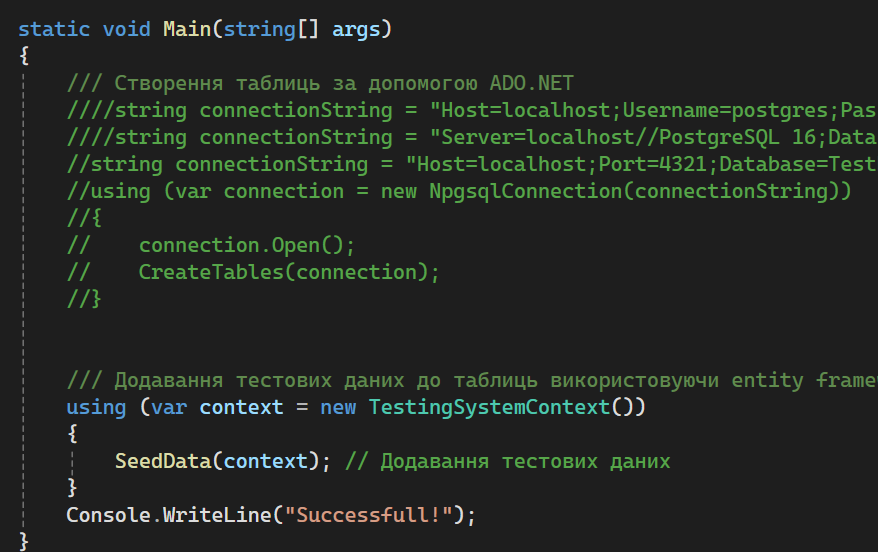 static void Main(string[] args)
{
/// Створення таблиць за допомогою ADO.NET
////string connectionString = "Host=localhost;Username=postgres;Pas
////string connectionString = "Server=localhost//PostgreSQL 16;Data
//string connectionString = "Host=localhost;Port=4321;Database=Test
//using (var connection = new NpgsqlConnection(connectionString))
//{
//    connection.Open();
//    CreateTables(connection);
//}
/// Додавання тестових даних до таблиць використовуючи entity frame
using (var context = new TestingSystemContext())
{
SeedData(context); // Додавання тестових даних
}
Console.WriteLine("Successfull!");
}